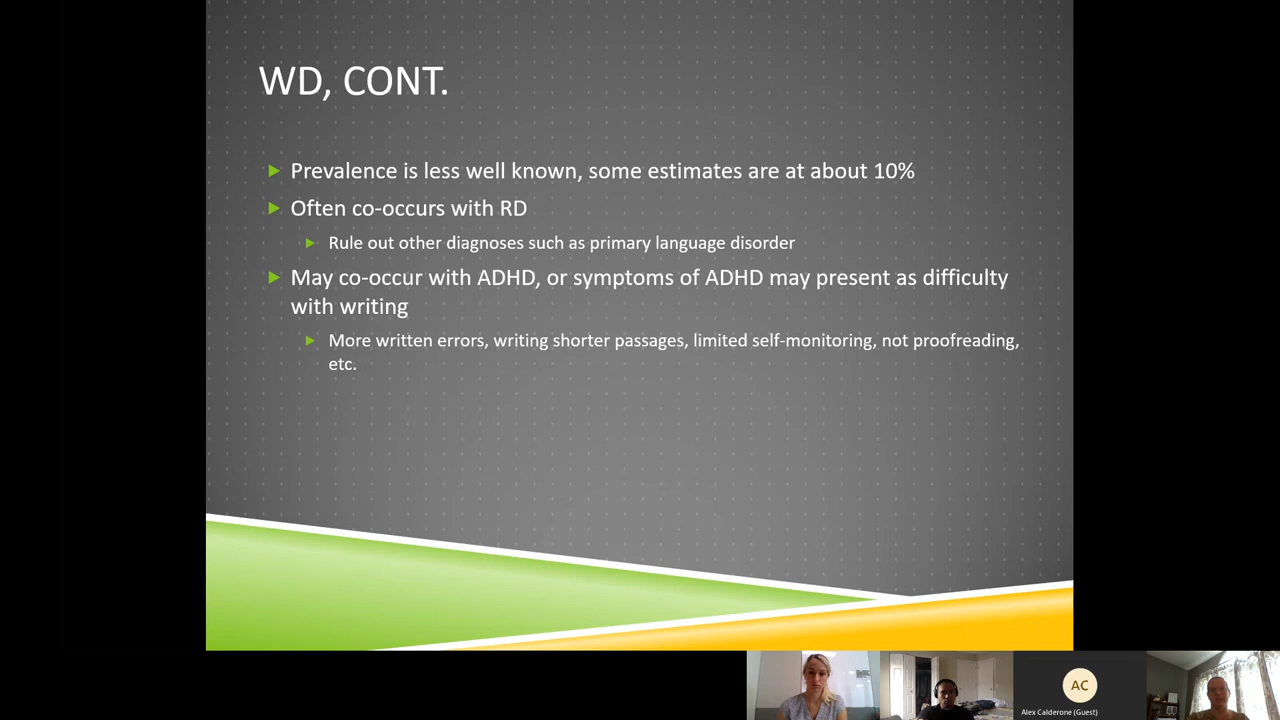 WD, CONT.
Prevalence is less well known, some estimates are at about 10%
Often co-occurs with RD
Rule out other diagnoses such as primary language disorder
May co-occur with ADHD, or symptoms of ADHD may present as difficulty
with writing
More written errors, writing shorter passages, limited self-monitoring, not proofreading,
etc.
AC
Alex Calderone (Guest)